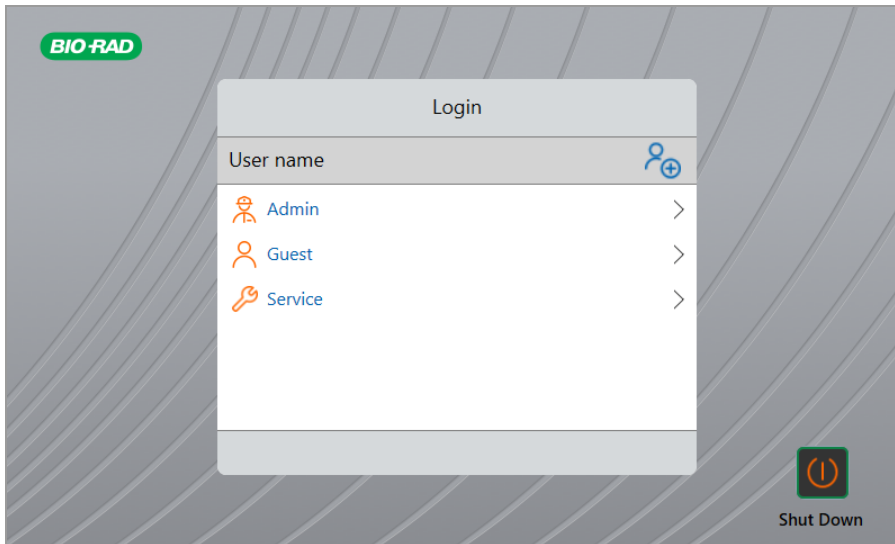 BIO-RAD
Login
User name
Admin
Guest
Service
Shut Down